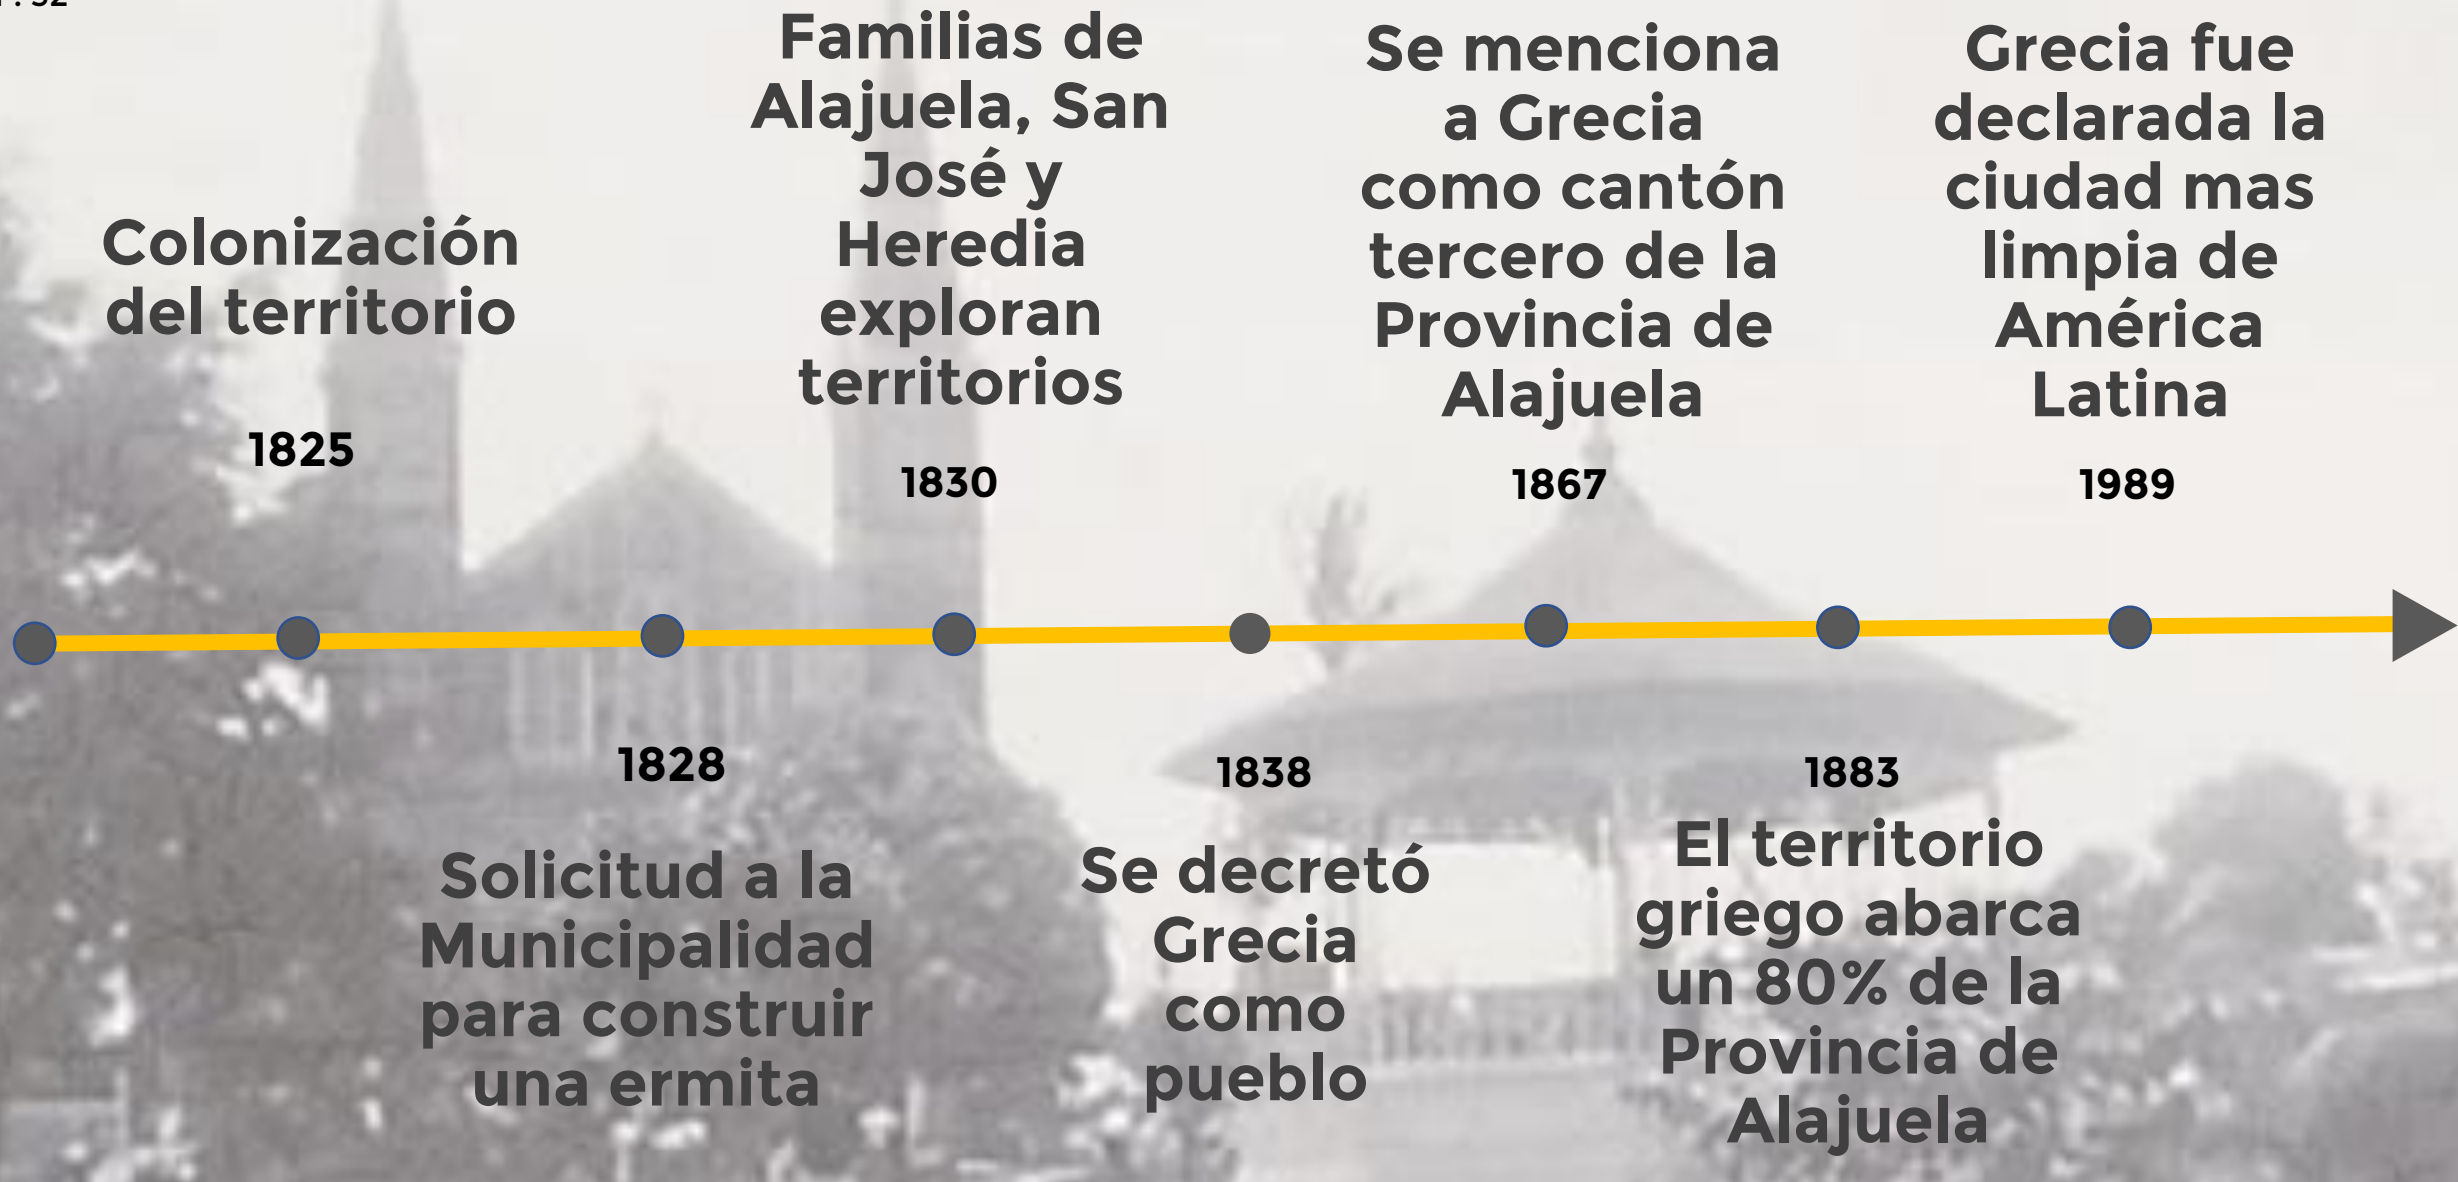 Colonización
del territorio
1825
1828
Solicitud a la
Municipalidad
para construir
una ermita
Familias de
Alajuela, San
José y
Heredia
exploran
territorios
1830
1838
Se decretó
Grecia
como
pueblo
Se menciona
a Grecia
como cantón
tercero de la
Provincia de
Alajuela
1867
1883
El territorio
griego abarca
un 80% de la
Provincia de
Alajuela
Grecia fue
declarada la
ciudad mas
limpia de
América
Latina
1989